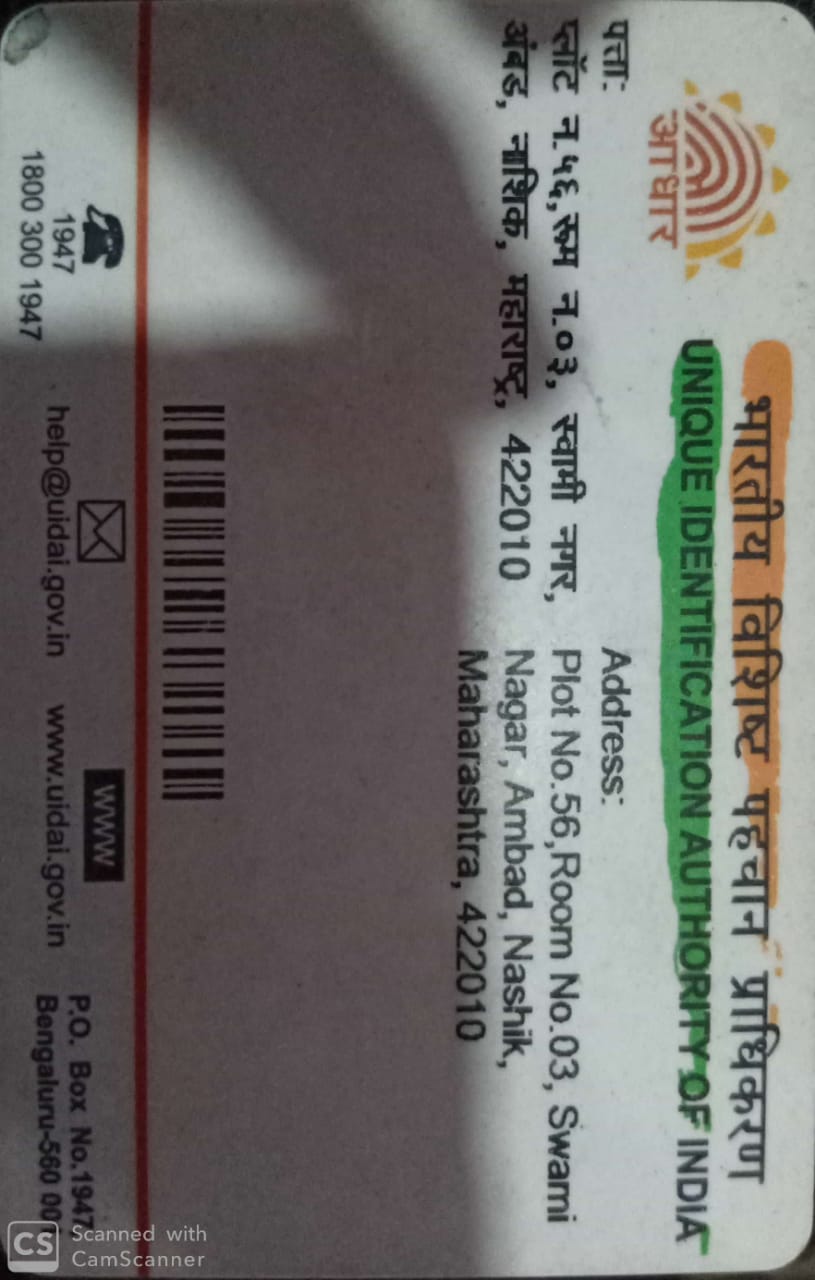 भारतीय विशिष्ट पहचान प्राधिकरण
UNIQUE IDENTIFICATION AUTHORITY OF INDIA
आधार
पत्ता:
प्लॉट न.५६,रूम न.०३, स्वामी नगर,
अंबड, नाशिक, महाराष्ट्र, 422010
Address:
Plot No.56,Room No.03, Swami
Nagar, Ambad, Nashik,
Maharashtra, 422010
1947
1800 300 1947
help@uidai.gov.in
WWW
www.uidai.gov.in
P.O. Box No.1947
Bengaluru-560 00
CS Scanned with
CamScanner